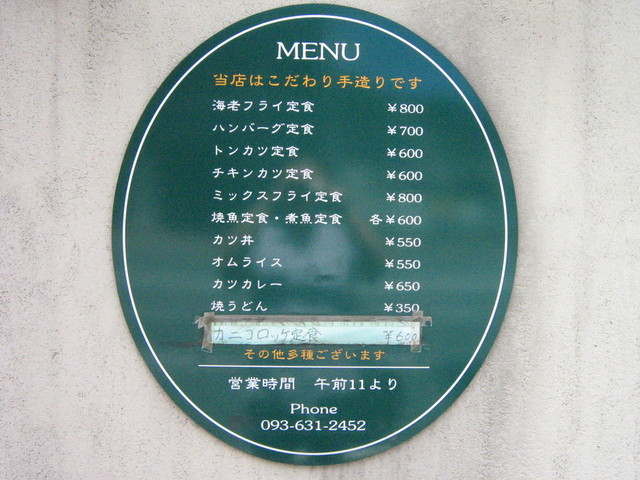 MENU
当店はこだわり手造りです
海老フライ定食 ¥800
ハンバーグ定食 ¥700
トンカツ定食 ¥600
チキンカツ定食 ¥600
ミックスフライ定食 ¥800
焼魚定食・煮魚定食 各¥600
カツ丼 ¥550
オムライス ¥550
カツカレー ¥650
焼うどん ¥350
カニコロッケ定食 ¥600
その他多種ございます
営業時間 午前11より
Phone
093-631-2452